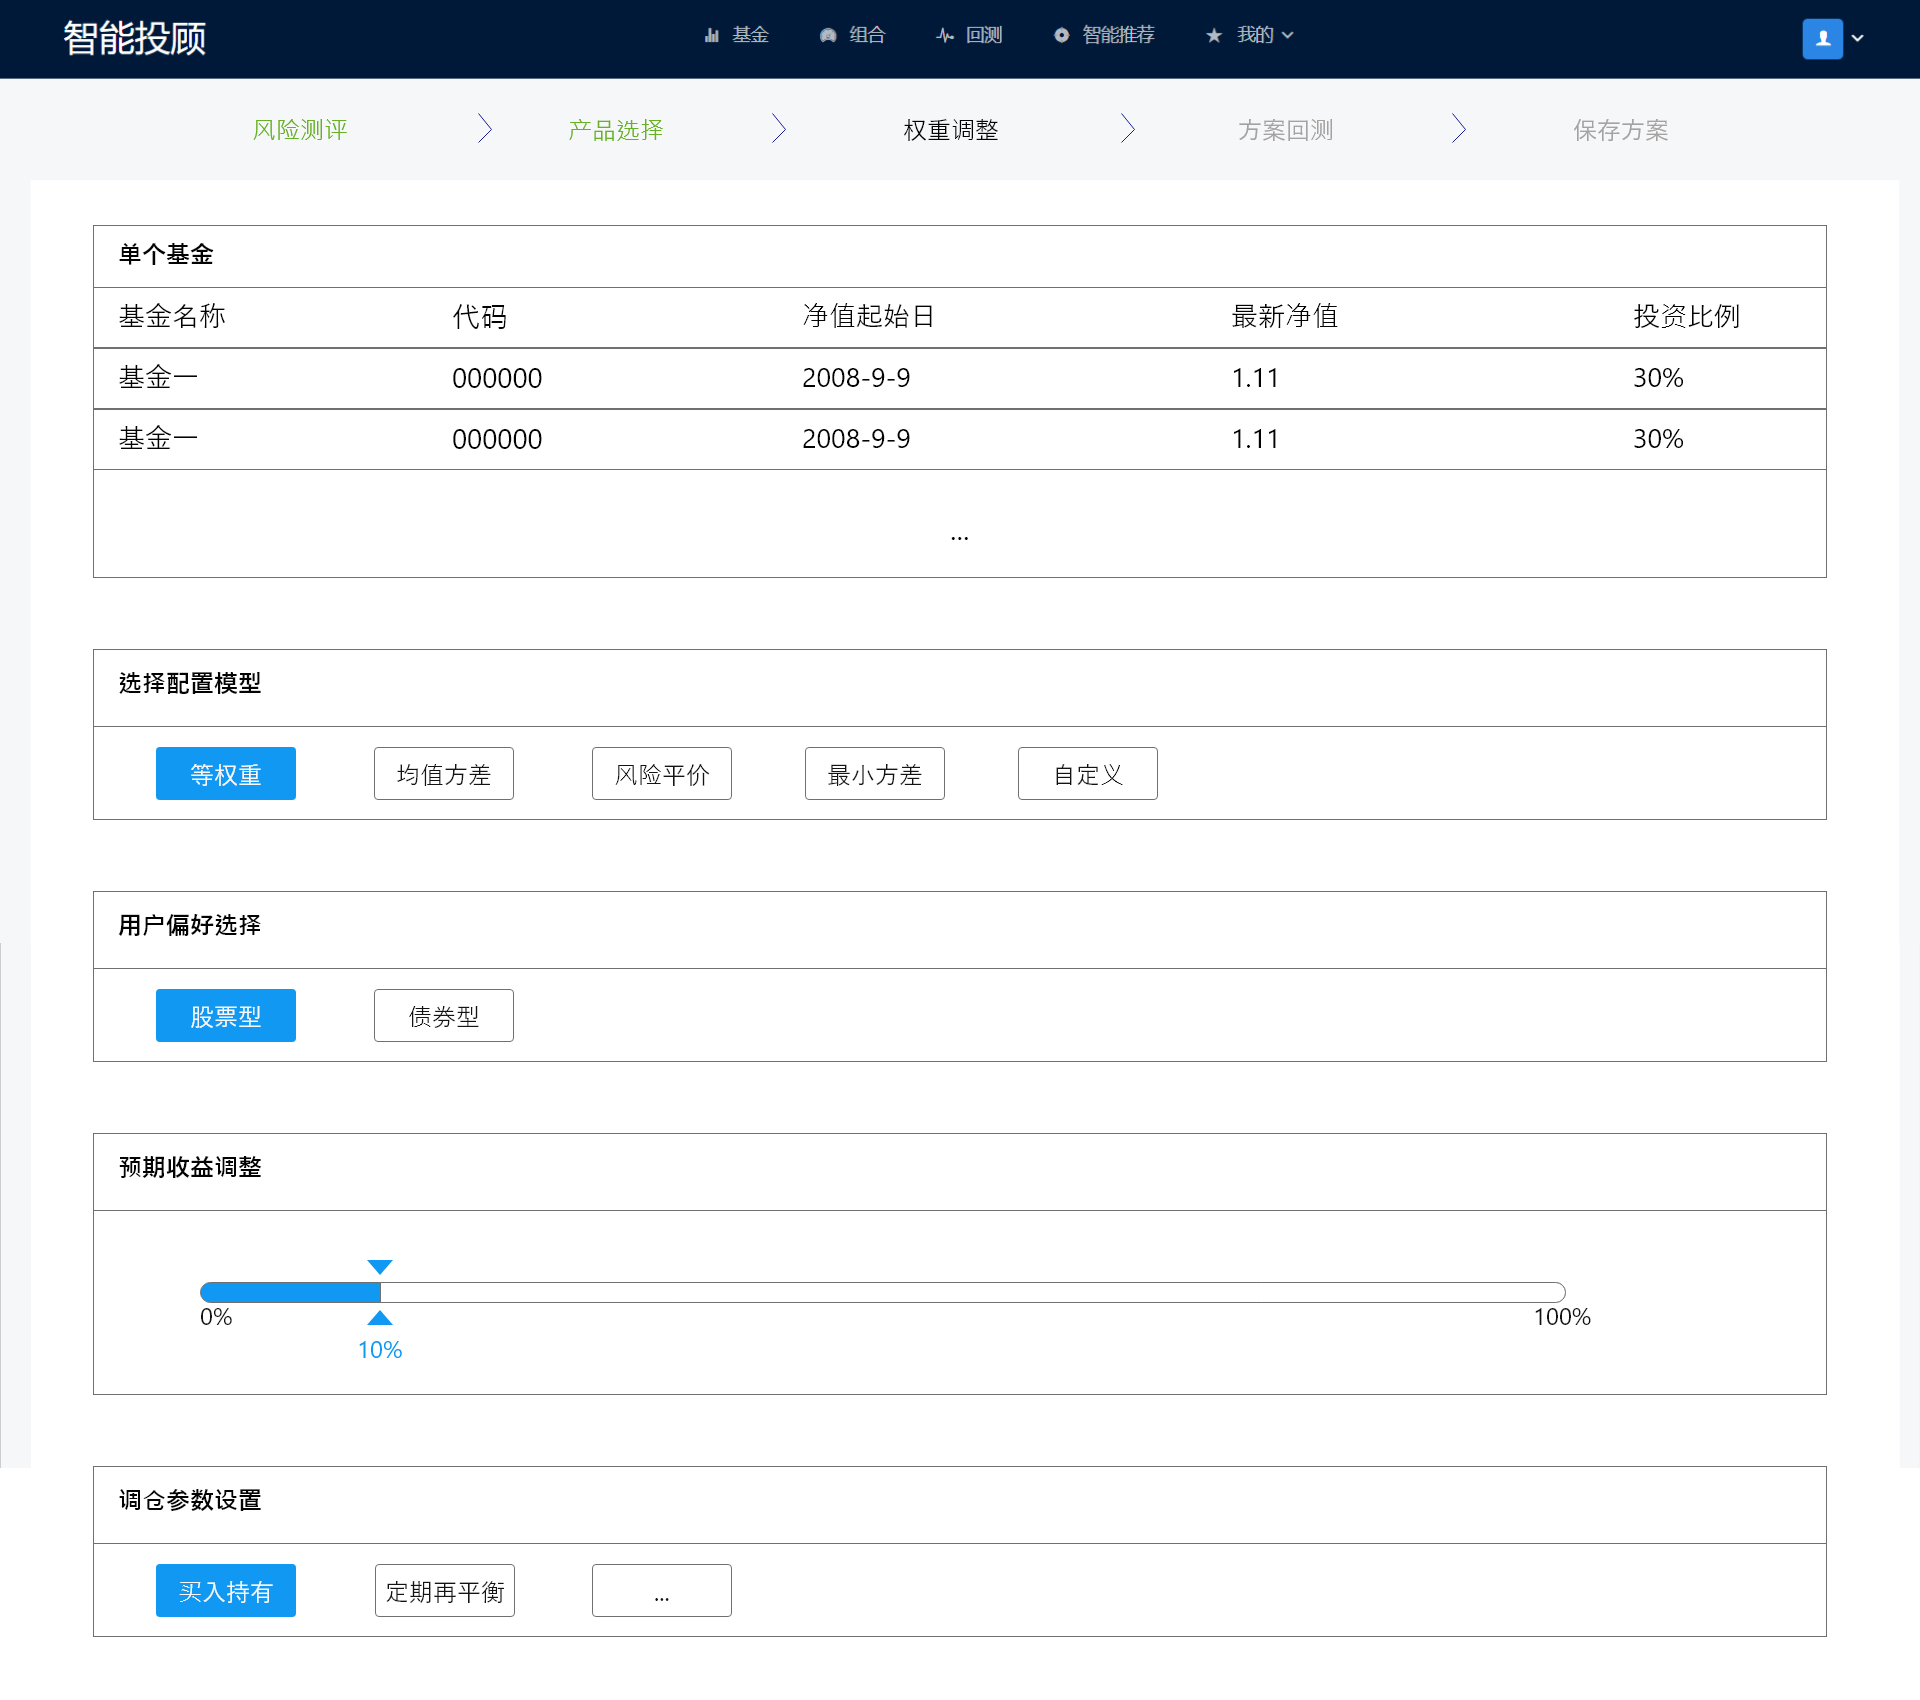 智能投顾
基金 组合 回测 智能推荐 我的
风险测评 产品选择 权重调整 方案回测 保存方案
单个基金
基金名称 代码 净值起始日 最新净值 投资比例
基金一 000000 2008-9-9 1.11 30%
基金一 000000 2008-9-9 1.11 30%
...
选择配置模型
等权重 均值方差 风险平价 最小方差 自定义
用户偏好选择
股票型 债券型
预期收益调整
0% 100%
10%
调仓参数设置
买入持有 定期再平衡 ...